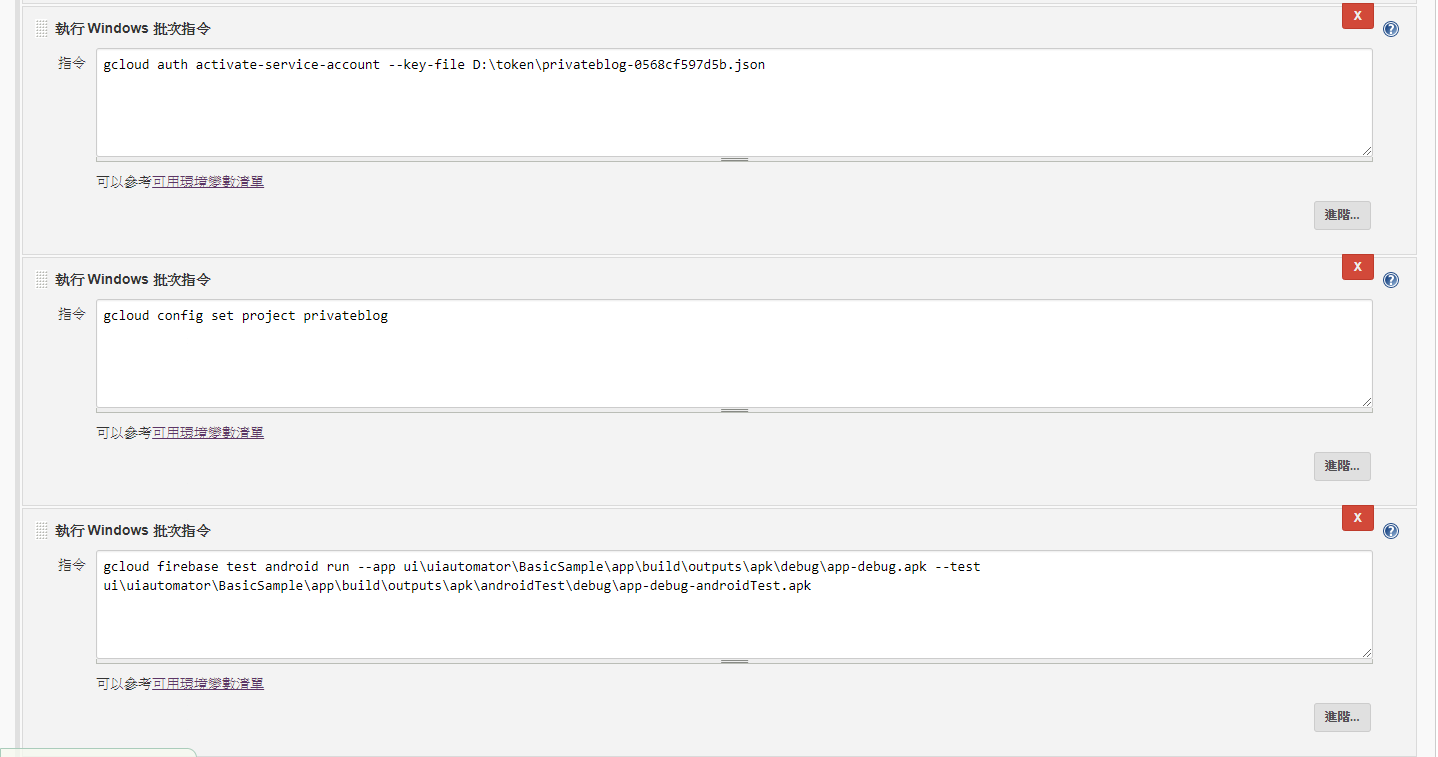 執行 Windows 批次指令
X
指令
gcloud auth activate-service-account --key-file D:\token\privateblog-0568cf597d5b.json
可以參考可用環境變數清單
進階...
執行 Windows 批次指令
X
指令
gcloud config set project privateblog
可以參考可用環境變數清單
進階...
執行 Windows 批次指令
X
指令
gcloud firebase test android run --app ui\uiautomator\BasicSample\app\build\outputs\apk\debug\app-debug.apk --test
ui\uiautomator\BasicSample\app\build\outputs\apk\androidTest\debug\app-debug-androidTest.apk
可以參考可用環境變數清單
進階...